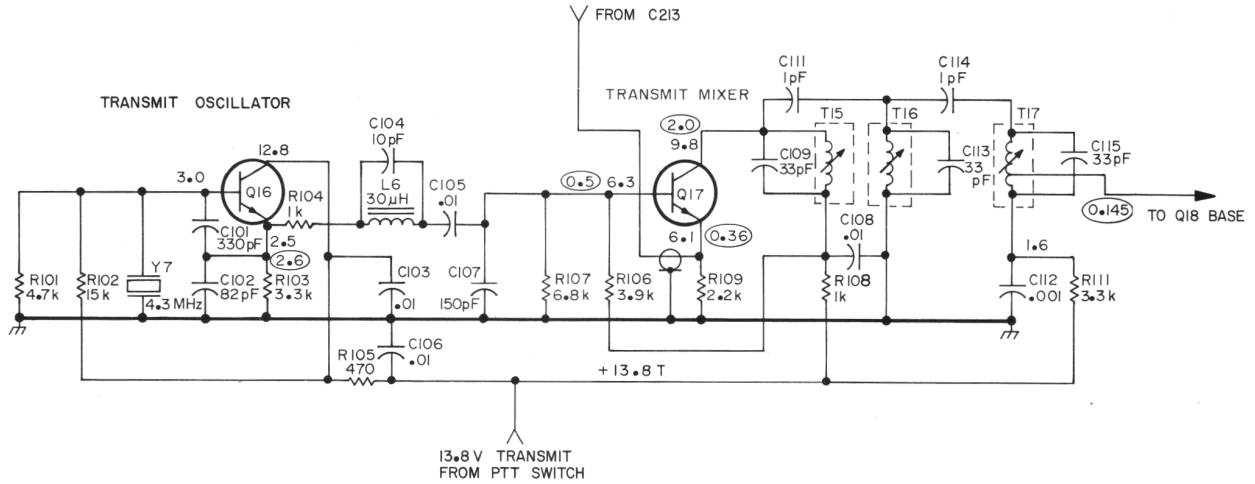 FROM C213
TRANSMIT OSCILLATOR
TRANSMIT MIXER
C111
1pF
C114
1pF
C104
10pF
L6
30μH
C105
.01
12.8
3.0
Q16
R104
1k
C101
330pF
2.5
2.6
R101
4.7k
R102
15k
Y7
4.3 MHz
C102
82pF
R103
3.3k
C103
.01
C107
150pF
C106
.01
R105
470
0.5
6.3
2.0
9.8
Q17
6.1
0.36
R107
6.8k
R106
3.9k
R109
2.2k
C109
33pF
T15
T16
T17
C108
.01
R108
1k
C113
33
pF
C115
33pF
0.145
TO Q18 BASE
1.6
C112
.001
R111
3.3k
+13.8 T
13.8 V TRANSMIT
FROM PTT SWITCH